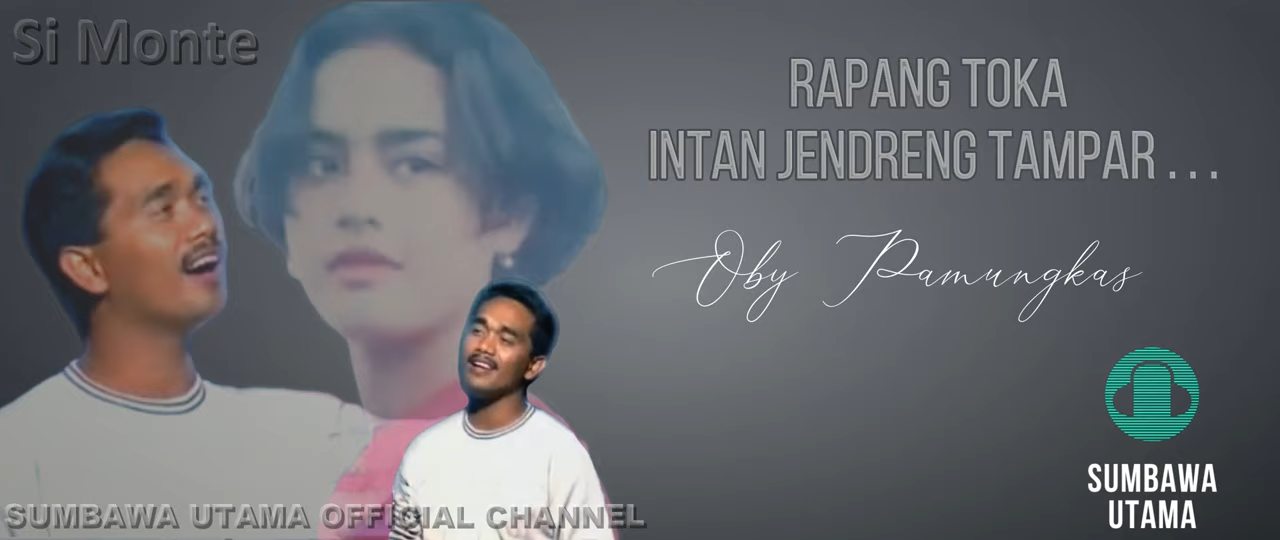 Si Monte
RAPANG TOKA
INTAN JENDRENG TAMPAR . . .
Oby Pamungkas
SUMBAWA
UTAMA
SUMBAWA UTAMA OFFICIAL CHANNEL